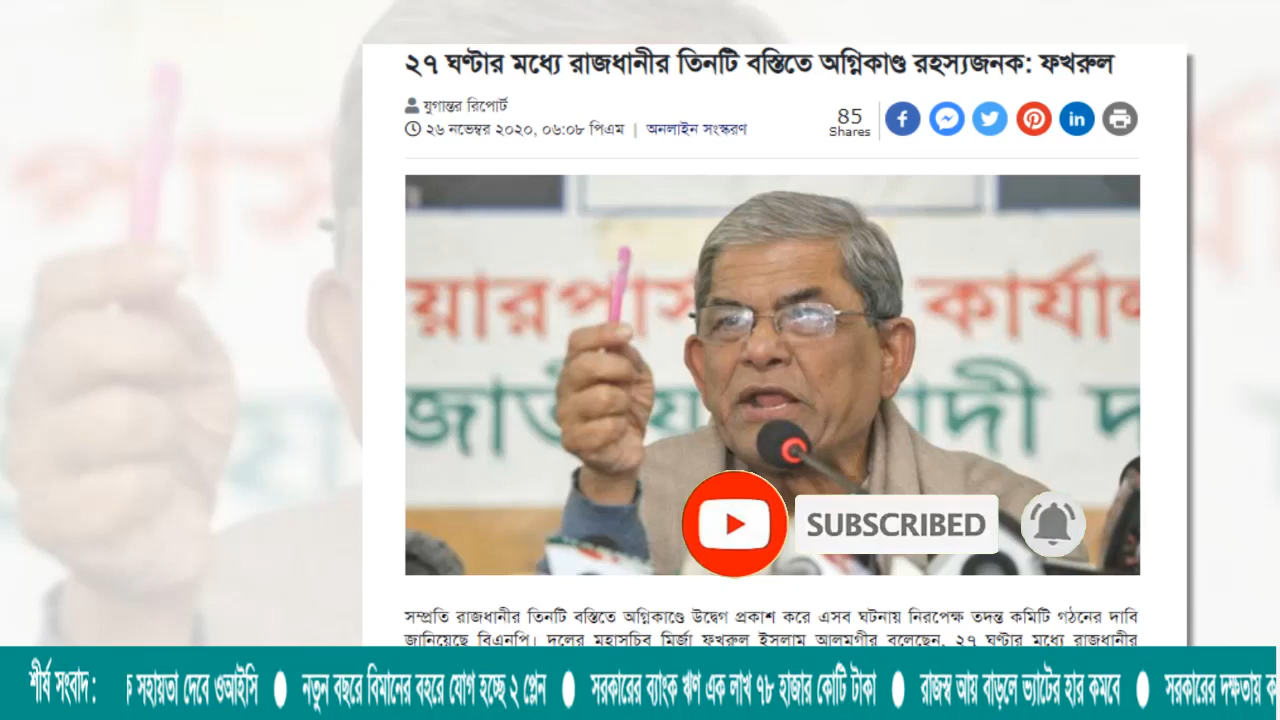 ২৭ ঘণ্টার মধ্যে রাজধানীর তিনটি বস্তিতে অগ্নিকাণ্ড রহস্যজনক: ফখরুল
যুগান্তর রিপোর্ট
২৬ নভেম্বর ২০২০, ০৬:০৮ পিএম | অনলাইন সংস্করণ
85
Shares
য়ারপাস কার্যাল
জাতীয় বাদী দ
SUBSCRIBED
সম্প্রতি রাজধানীর তিনটি বস্তিতে অগ্নিকাণ্ডে উদ্বেগ প্রকাশ করে এসব ঘটনায় নিরপেক্ষ তদন্ত কমিটি গঠনের দাবি
জানিয়েছে বিএনপি। দলের মহাসচিব মির্জা ফখরুল ইসলাম আলমগীর বলেছেন, ২৭ ঘণ্টার মধ্যে রাজধানীর
শীর্ষ সংবাদ: ক সহায়তা দেবে ওআইসি নতুন বছরে বিমানের বহরে যোগ হচ্ছে ২ প্লেন সরকারের ব্যাংক ঋণ এক লাখ ৭৮ হাজার কোটি টাকা রাজস্ব আয় বাড়লে ভ্যাটের হার কমবে সরকারের দক্ষতায় ক